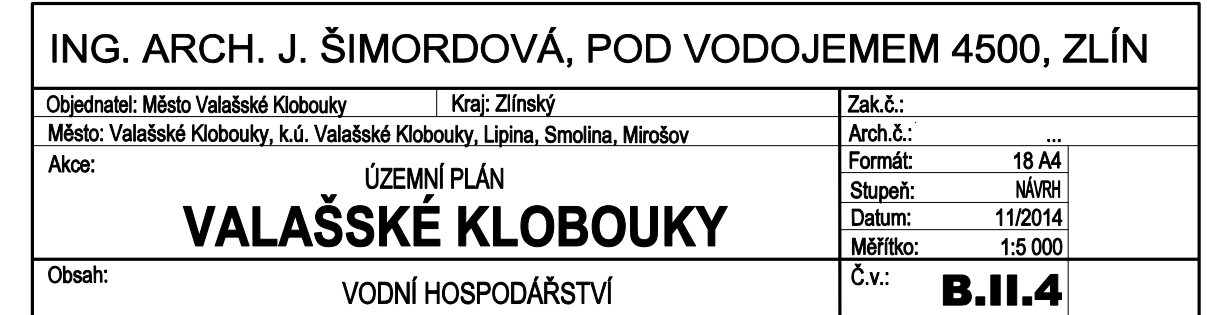 ING. ARCH. J. ŠIMORDOVÁ, POD VODOJEMEM 4500, ZLÍN
Objednatel: Město Valašské Klobouky Kraj: Zlínský Zak.č.:
Město: Valašské Klobouky, k.ú. Valašské Klobouky, Lipina, Smolina, Mirošov Arch.č.: ...
Akce: Formát: 18 A4
ÚZEMNÍ PLÁN Stupeň: NÁVRH
VALAŠSKÉ KLOBOUKY Datum: 11/2014
Měřítko: 1:5 000
Obsah: VODNÍ HOSPODÁŘSTVÍ Č.v.: B.II.4